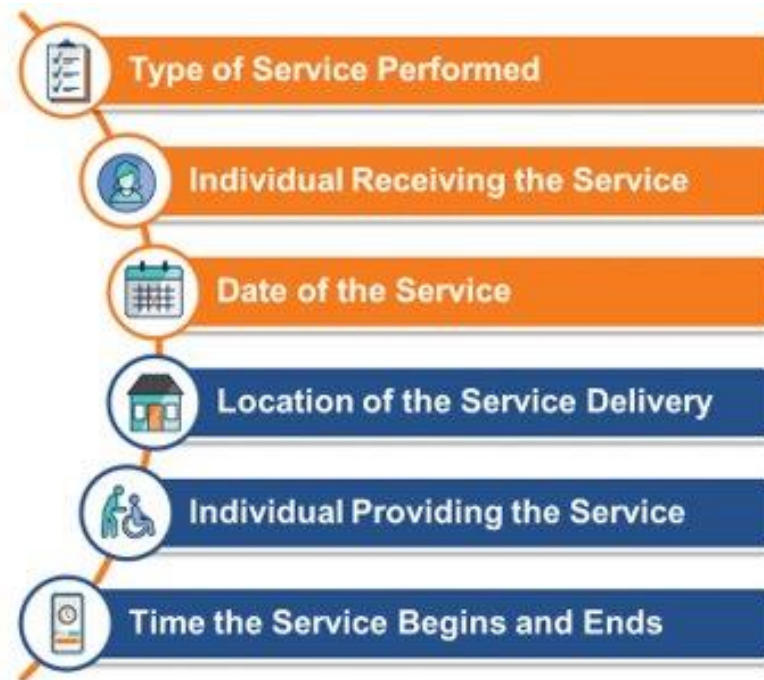 Type of Service Performed
Individual Receiving the Service
Date of the Service
Location of the Service Delivery
Individual Providing the Service
Time the Service Begins and Ends